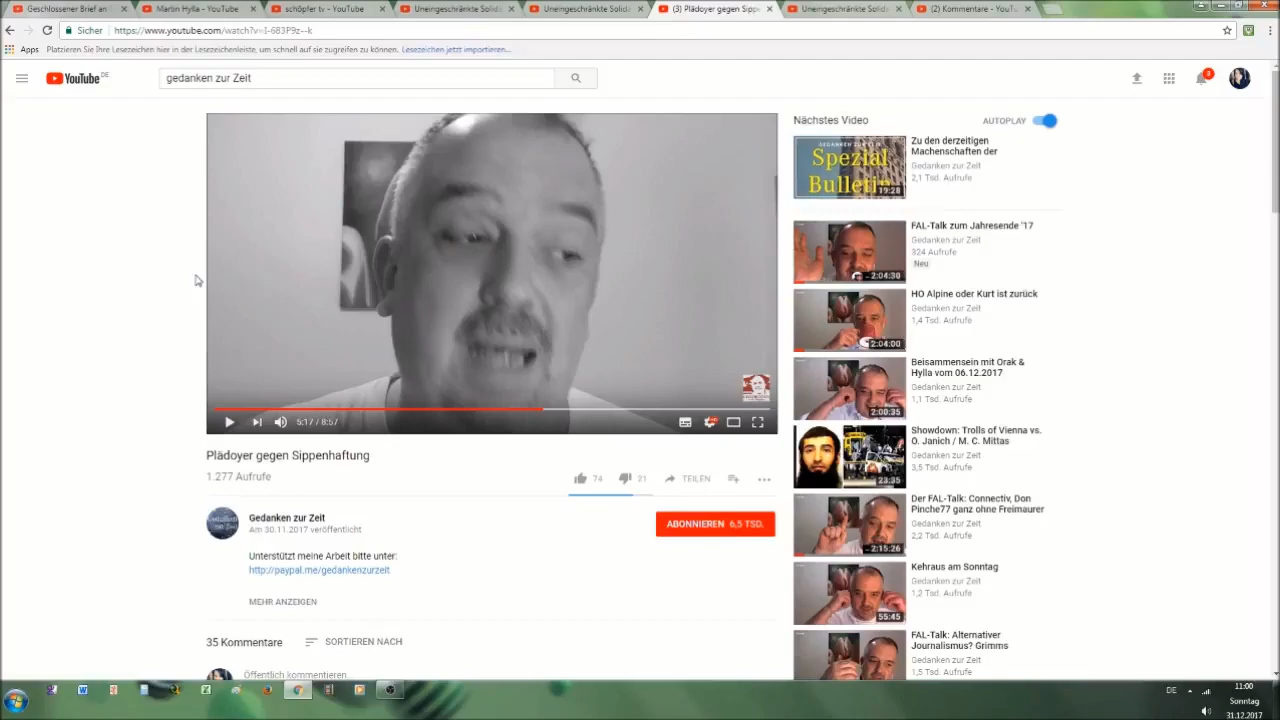 Geschlossener Brief an
Martin Hylla - YouTube
schöpfer tv - YouTube
Uneingeschränkte Solida
Uneingeschränkte Solida
(3) Plädoyer gegen Sippe
Uneingeschränkte Solida
(2) Kommentare - YouTu
Sicher
https://www.youtube.com/watch?v=I-683P9z--k
Apps
Platzieren Sie Ihre Lesezeichen hier in der Lesezeichenleiste, um schnell auf sie zugreifen zu können. Lesezeichen jetzt importieren...
YouTube DE
gedanken zur Zeit
8
5:17 / 8:57
Plädoyer gegen Sippenhaftung
1.277 Aufrufe
74
21
TEILEN
Gedanken zur Zeit
Am 30.11.2017 veröffentlicht
ABONNIEREN 6,5 TSD.
Unterstützt meine Arbeit bitte unter:
http://paypal.me/gedankenzurzeit
MEHR ANZEIGEN
35 Kommentare
SORTIEREN NACH
Öffentlich kommentieren...
Nächstes Video
AUTOPLAY
GEDANKEN ZUR ZEIT
Spezial
Bulletin
19:28
Zu den derzeitigen
Machenschaften der
Gedanken zur Zeit
2,1 Tsd. Aufrufe
2:04:30
FAL-Talk zum Jahresende '17
Gedanken zur Zeit
324 Aufrufe
Neu
2:04:00
HO Alpine oder Kurt ist zurück
Gedanken zur Zeit
1,4 Tsd. Aufrufe
2:00:35
Beisammensein mit Orak &
Hylla vom 06.12.2017
Gedanken zur Zeit
1,1 Tsd. Aufrufe
23:35
Showdown: Trolls of Vienna vs.
O. Janich / M. C. Mittas
Gedanken zur Zeit
3,5 Tsd. Aufrufe
2:15:26
Der FAL-Talk: Connectiv, Don
Pinche77 ganz ohne Freimaurer
Gedanken zur Zeit
2,2 Tsd. Aufrufe
55:45
Kehraus am Sonntag
Gedanken zur Zeit
1,2 Tsd. Aufrufe
FAL-Talk: Alternativer
Journalismus? Grimms
Gedanken zur Zeit
1,5 Tsd. Aufrufe
DE
11:00
Sonntag
31.12.2017